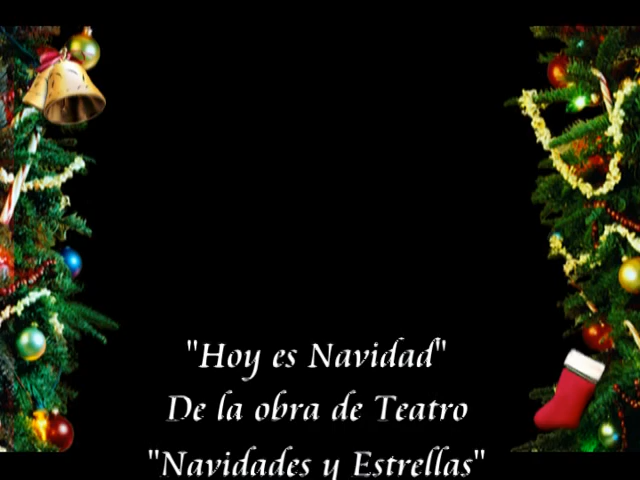 "Hoy es Navidad"
De la obra de Teatro
"Navidades y Estrellas"